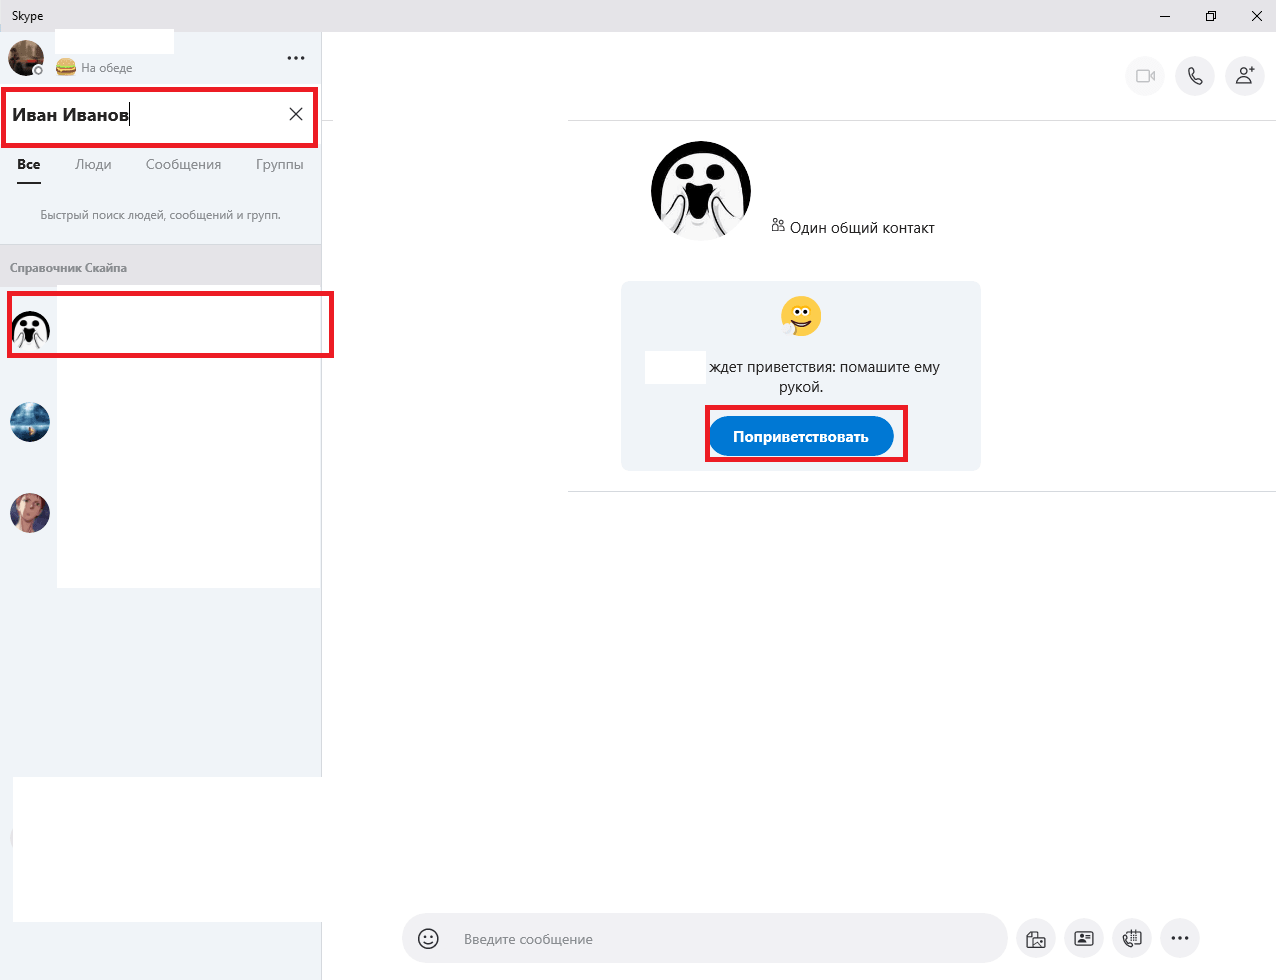 Skype
На обеде
Иван Иванов
Все Люди Сообщения Группы
Быстрый поиск людей, сообщений и групп.
Справочник Скайпа
Один общий контакт
ждет приветствия: помашите ему
рукой.
Поприветствовать
Введите сообщение